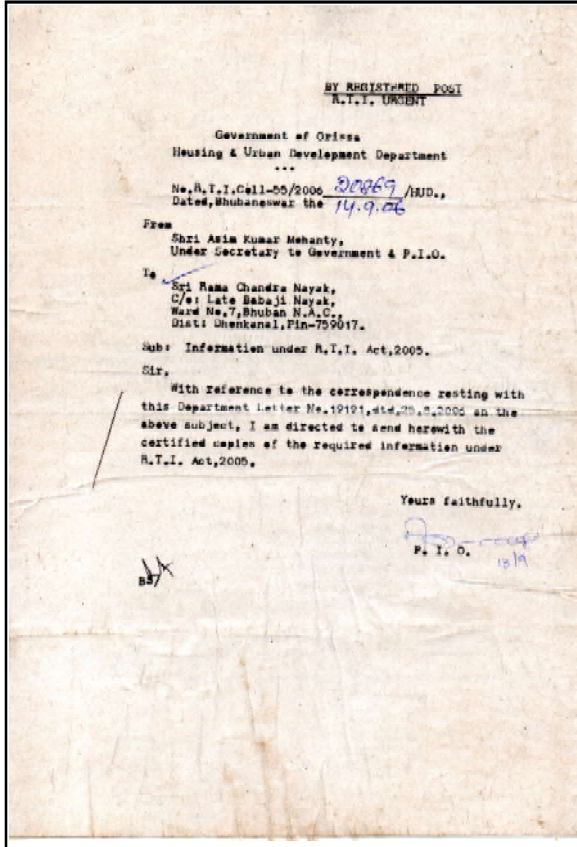 BY REGISTERED POST
R.T.I. URGENT
Government of Orissa
Housing & Urban Development Department
...
No.R.T.I.Cell-55/2006 20869 /HUD.,
Dated,Bhubaneswar the 14.9.06
From
Shri Asim Kumar Mohanty,
Under Secretary to Government & P.I.O.
To
Sri Rama Chandra Nayak,
C/o: Late Babaji Nayak,
Ward No.7,Bhuban N.A.C.,
Dist: Dhenkanal,Pin-759017.
Sub: Information under R.T.I. Act,2005.
Sir,
With reference to the correspondence resting with
this Department Letter No.19191,dtd,25.8.2006 on the
above subject, I am directed to send herewith the
certified copies of the required information under
R.T.I. Act,2005.
Yours faithfully,
P. I. O.
13/9